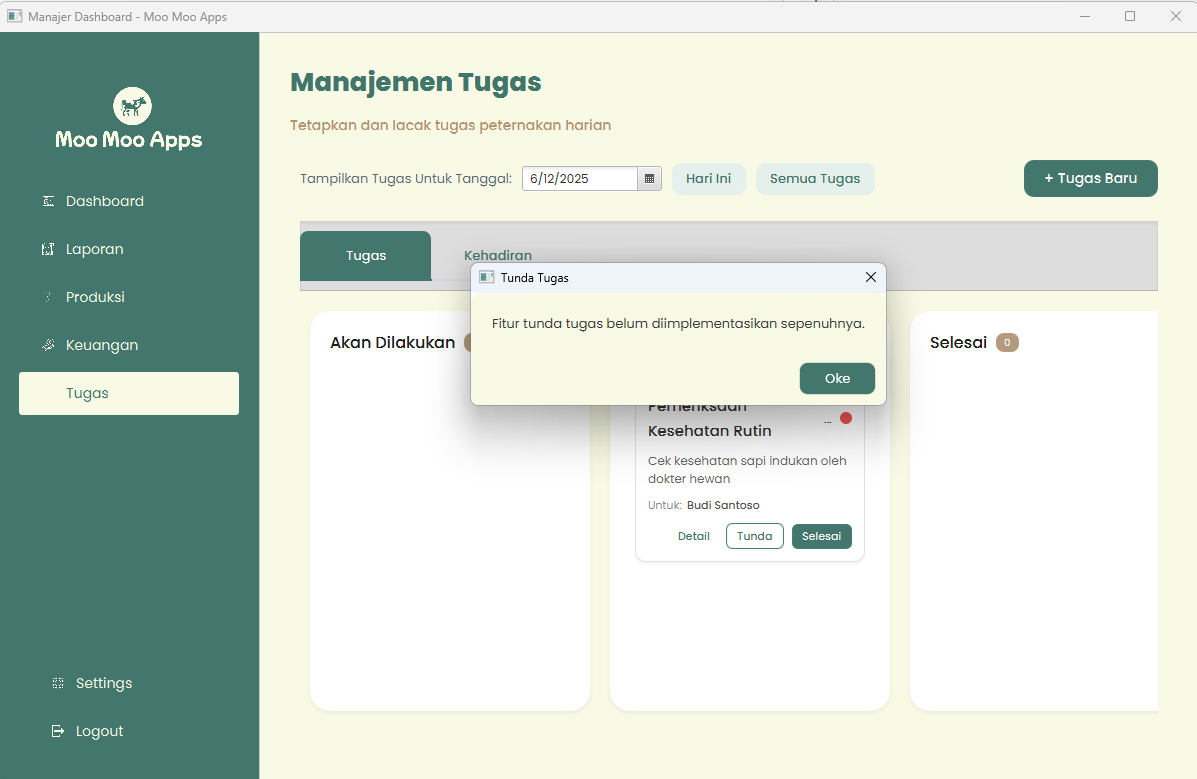 Manajer Dashboard - Moo Moo Apps
Moo Moo Apps
Dashboard
Laporan
Produksi
Keuangan
Tugas
Settings
Logout
Manajemen Tugas
Tetapkan dan lacak tugas peternakan harian
Tampilkan Tugas Untuk Tanggal: 6/12/2025 Hari Ini Semua Tugas + Tugas Baru
Tugas Kehadiran
Tunda Tugas
Fitur tunda tugas belum diimplementasikan sepenuhnya.
Oke
Akan Dilakukan
Pemeriksaan
Kesehatan Rutin ...
Cek kesehatan sapi indukan oleh
dokter hewan
Untuk: Budi Santoso
Detail Tunda Selesai
Selesai 0